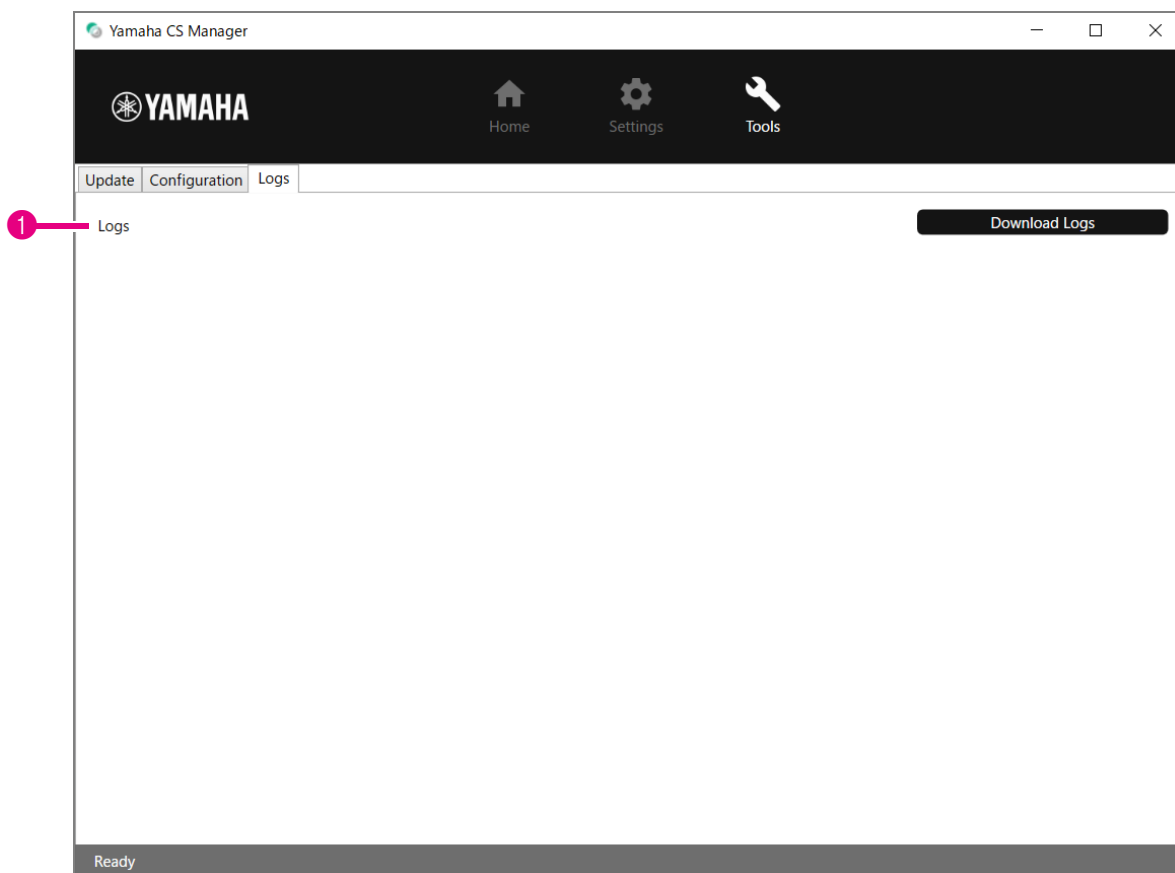 Yamaha CS Manager
YAMAHA
Home Settings Tools
Update Configuration Logs
1 Logs Download Logs
Ready